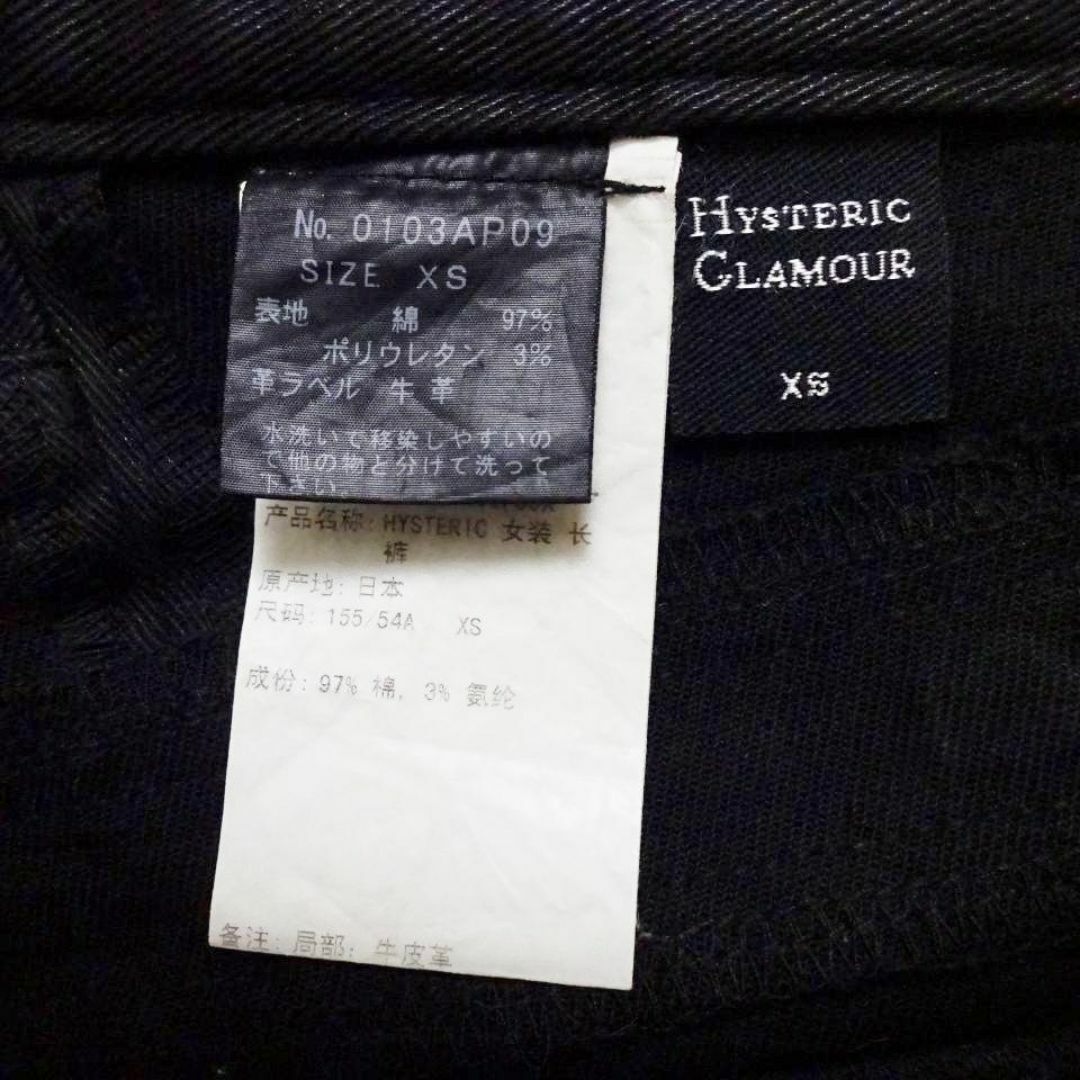 No. 0103AP09
SIZE XS
表地 綿 97%
ポリウレタン 3%
革ラベル 牛革
水洗いで移染しやすいの
で他の物と分けて洗って
下さい。
HYSTERIC
GLAMOUR
XS
产品名称: HYSTERIC 女装 长
裤
原产地: 日本
尺码: 155/54A XS
成份: 97% 棉, 3% 氨纶
备注: 局部: 牛皮革